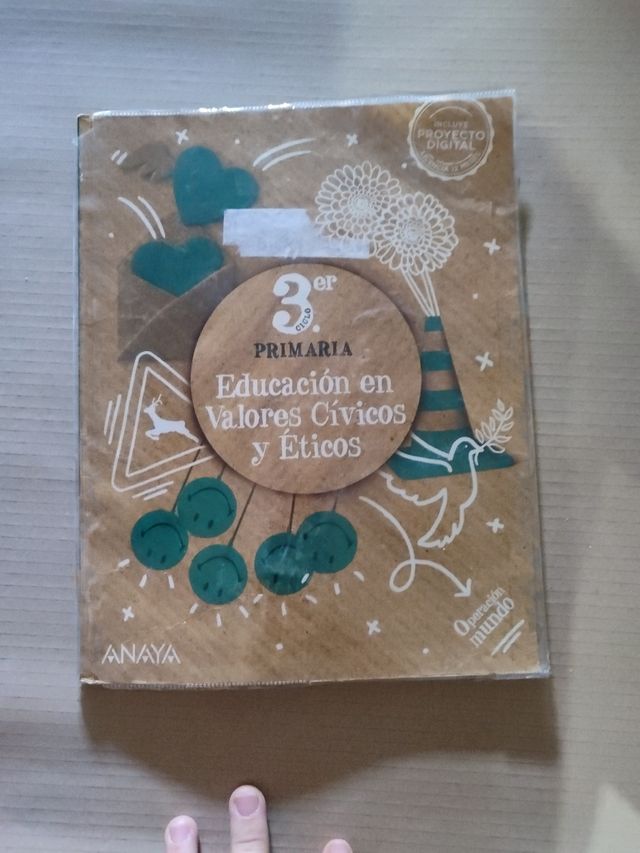 INCLUYE
PROYECTO
DIGITAL
3.er
CICLO
PRIMARIA
Educación en
Valores Cívicos
y Éticos
Operación
mundo
ANAYA